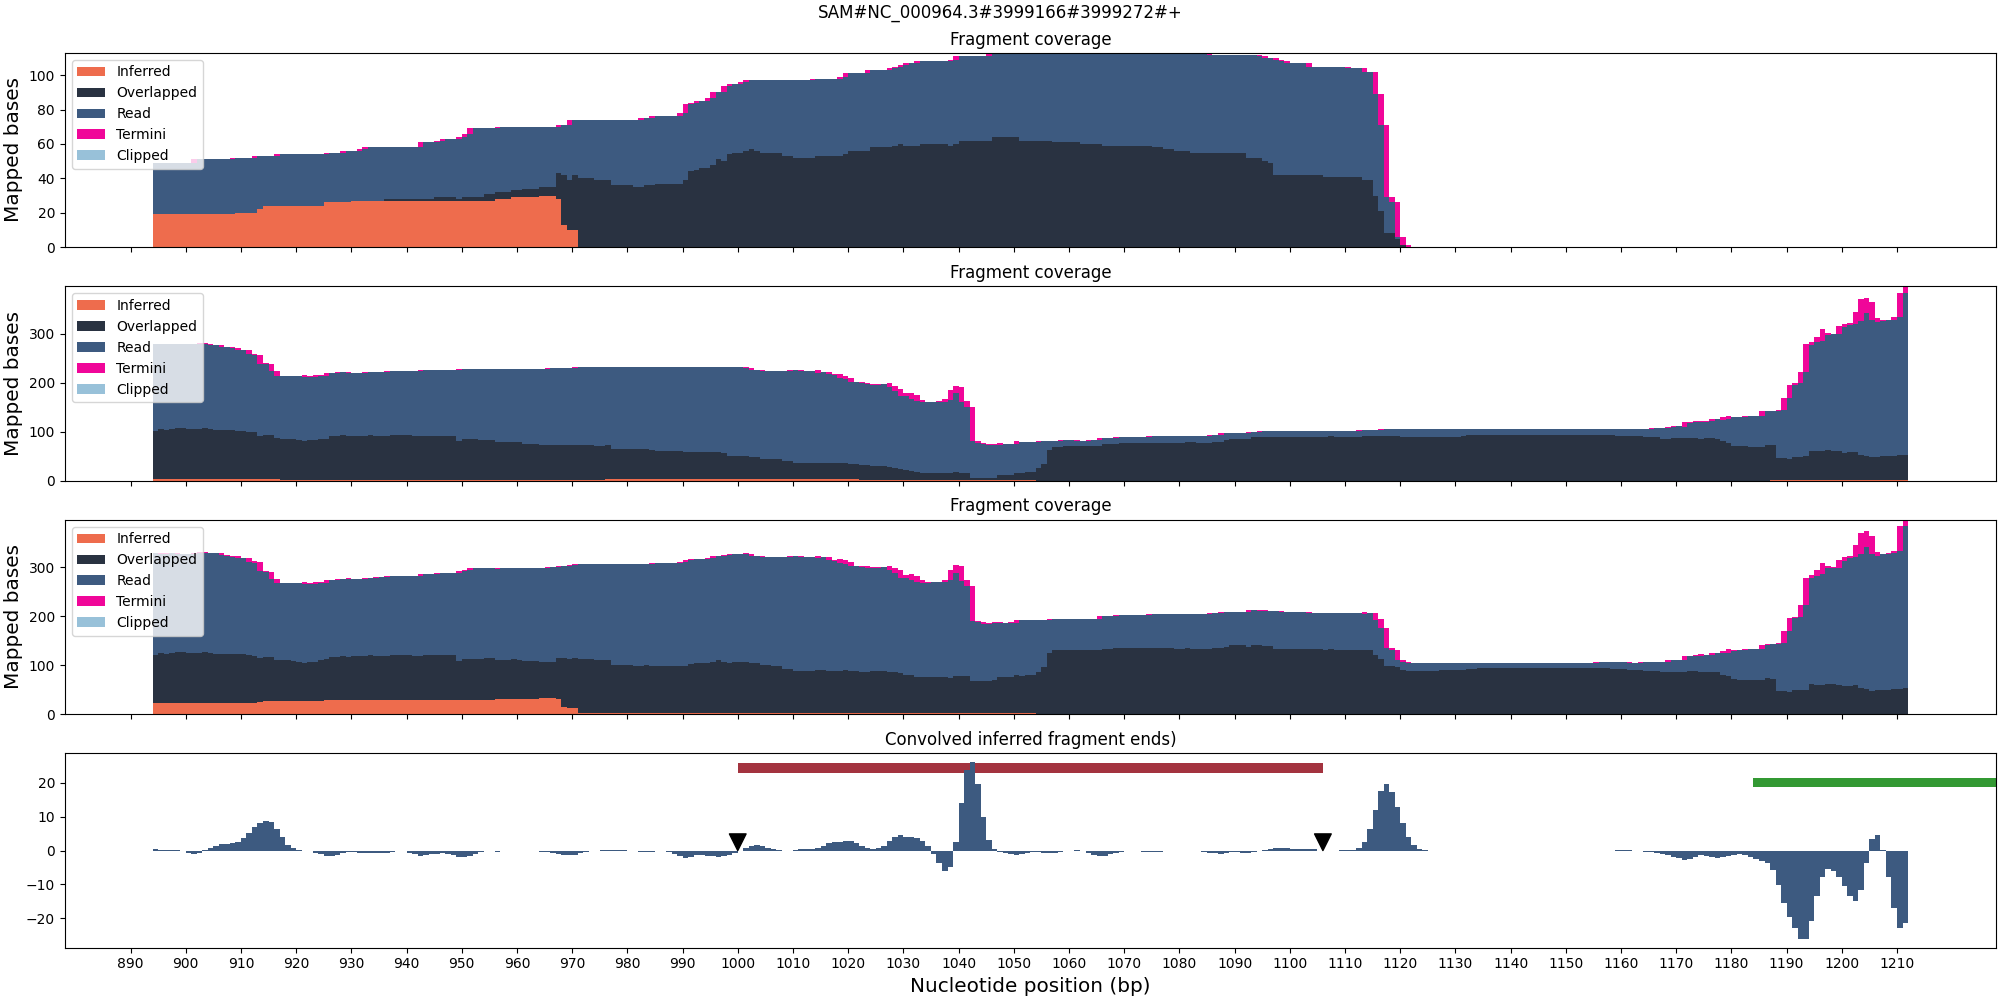 SAM#NC_000964.3#3999166#3999272#+
Fragment coverage
Mapped bases
100
80
60
40
20
0
Inferred
Overlapped
Read
Termini
Clipped
Fragment coverage
Mapped bases
300
200
100
0
Inferred
Overlapped
Read
Termini
Clipped
Fragment coverage
Mapped bases
300
200
100
0
Inferred
Overlapped
Read
Termini
Clipped
Convolved inferred fragment ends)
20
10
0
−10
−20
890 900 910 920 930 940 950 960 970 980 990 1000 1010 1020 1030 1040 1050 1060 1070 1080 1090 1100 1110 1120 1130 1140 1150 1160 1170 1180 1190 1200 1210
Nucleotide position (bp)